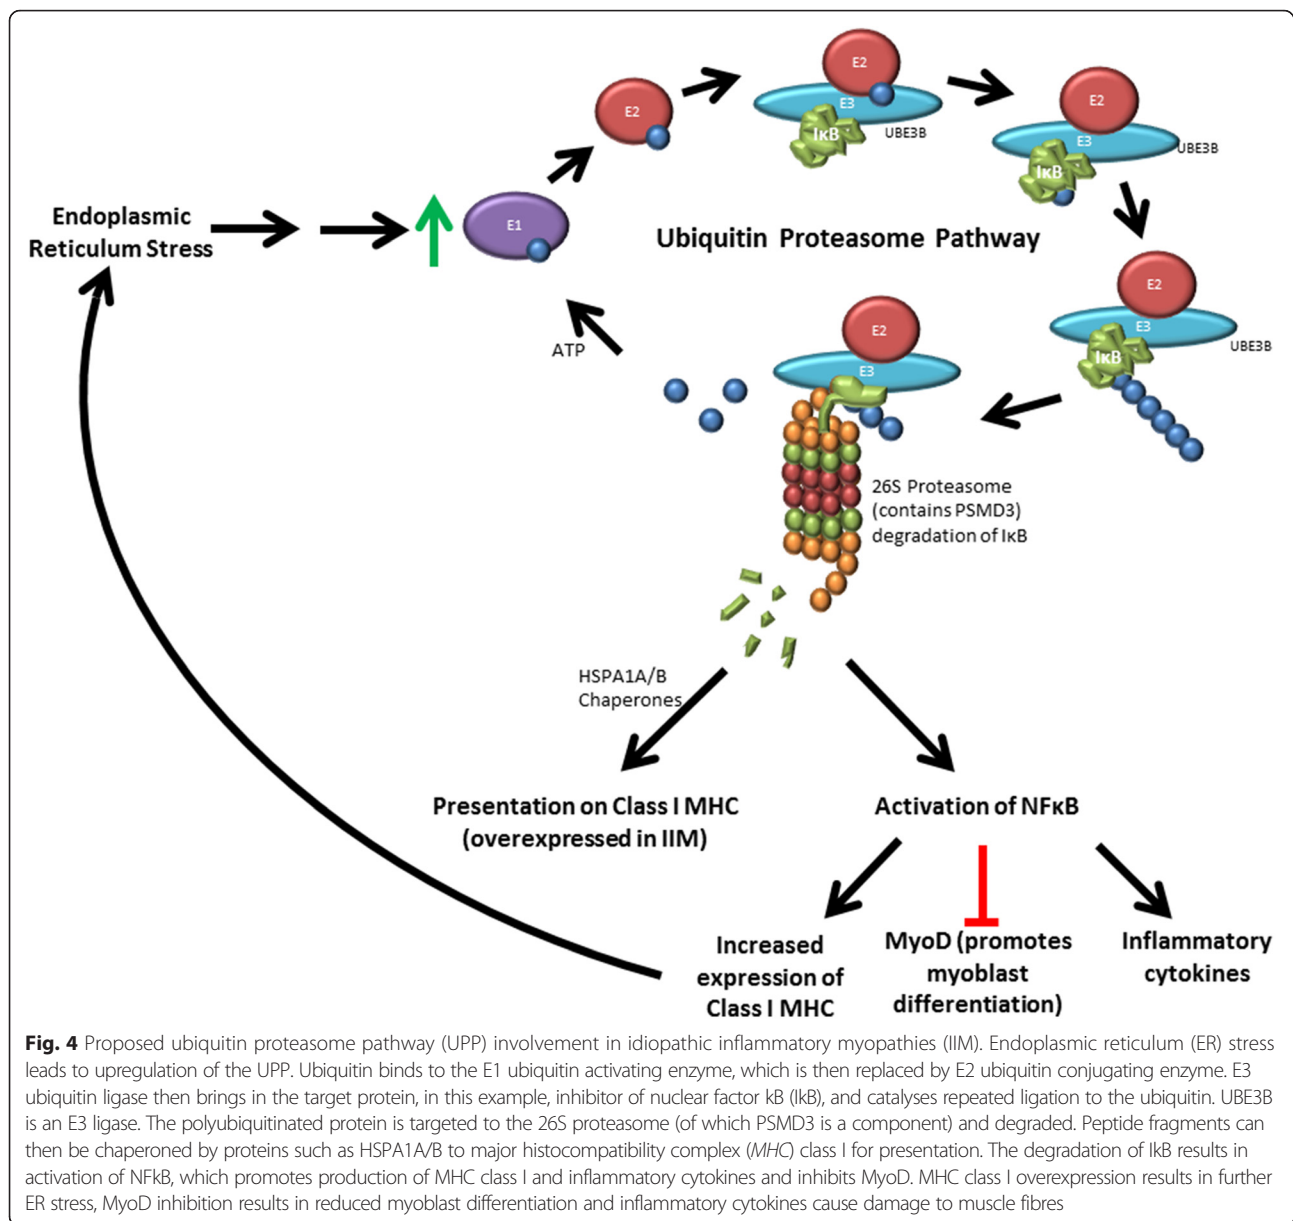 E2
E2
E3
IκB
UBE3B
E2
E3
IκB
UBE3B
Endoplasmic
Reticulum Stress
E1
Ubiquitin Proteasome Pathway
E2
E3
IκB
UBE3B
ATP
E2
E3
26S Proteasome
(contains PSMD3)
degradation of IκB
HSPA1A/B
Chaperones
Presentation on Class I MHC
(overexpressed in IIM)
Activation of NFκB
Increased
expression of
Class I MHC
MyoD (promotes
myoblast
differentiation)
Inflammatory
cytokines
Fig. 4 Proposed ubiquitin proteasome pathway (UPP) involvement in idiopathic inflammatory myopathies (IIM). Endoplasmic reticulum (ER) stress
leads to upregulation of the UPP. Ubiquitin binds to the E1 ubiquitin activating enzyme, which is then replaced by E2 ubiquitin conjugating enzyme. E3
ubiquitin ligase then brings in the target protein, in this example, inhibitor of nuclear factor kB (IkB), and catalyses repeated ligation to the ubiquitin. UBE3B
is an E3 ligase. The polyubiquitinated protein is targeted to the 26S proteasome (of which PSMD3 is a component) and degraded. Peptide fragments can
then be chaperoned by proteins such as HSPA1A/B to major histocompatibility complex (MHC) class I for presentation. The degradation of IkB results in
activation of NFkB, which promotes production of MHC class I and inflammatory cytokines and inhibits MyoD. MHC class I overexpression results in further
ER stress, MyoD inhibition results in reduced myoblast differentiation and inflammatory cytokines cause damage to muscle fibres